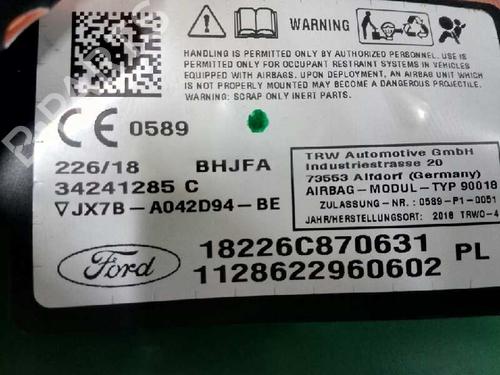 WARNING
HANDLING IS PERMITTED ONLY BY AUTHORIZED PERSONNEL. USE IS
PERMITTED ONLY FOR OCCUPANT RESTRAINT SYSTEMS IN VEHICLES
EQUIPPED WITH AIRBAGS. UPON DEPLOYMENT, AN AIRBAG UNIT WHICH
IS NOT PROPERLY MOUNTED MAY BECOME A DANGEROUS PROJECTILE.
WARNING: SCRAP ONLY INERT PARTS.
CE 0589
226/18 BHJFA
34241285 C
▽JX7B-A042D94-BE
TRW Automotive GmbH
Industriestrasse 20
73553 Alfdorf (Germany)
AIRBAG-MODUL-TYP 90018
ZULASSUNG-NR.: 0589-P1-0051
JAHR/HERSTELLUNGSORT: 2018 TRWO-4
Ford
18226C870631
1128622960602 PL